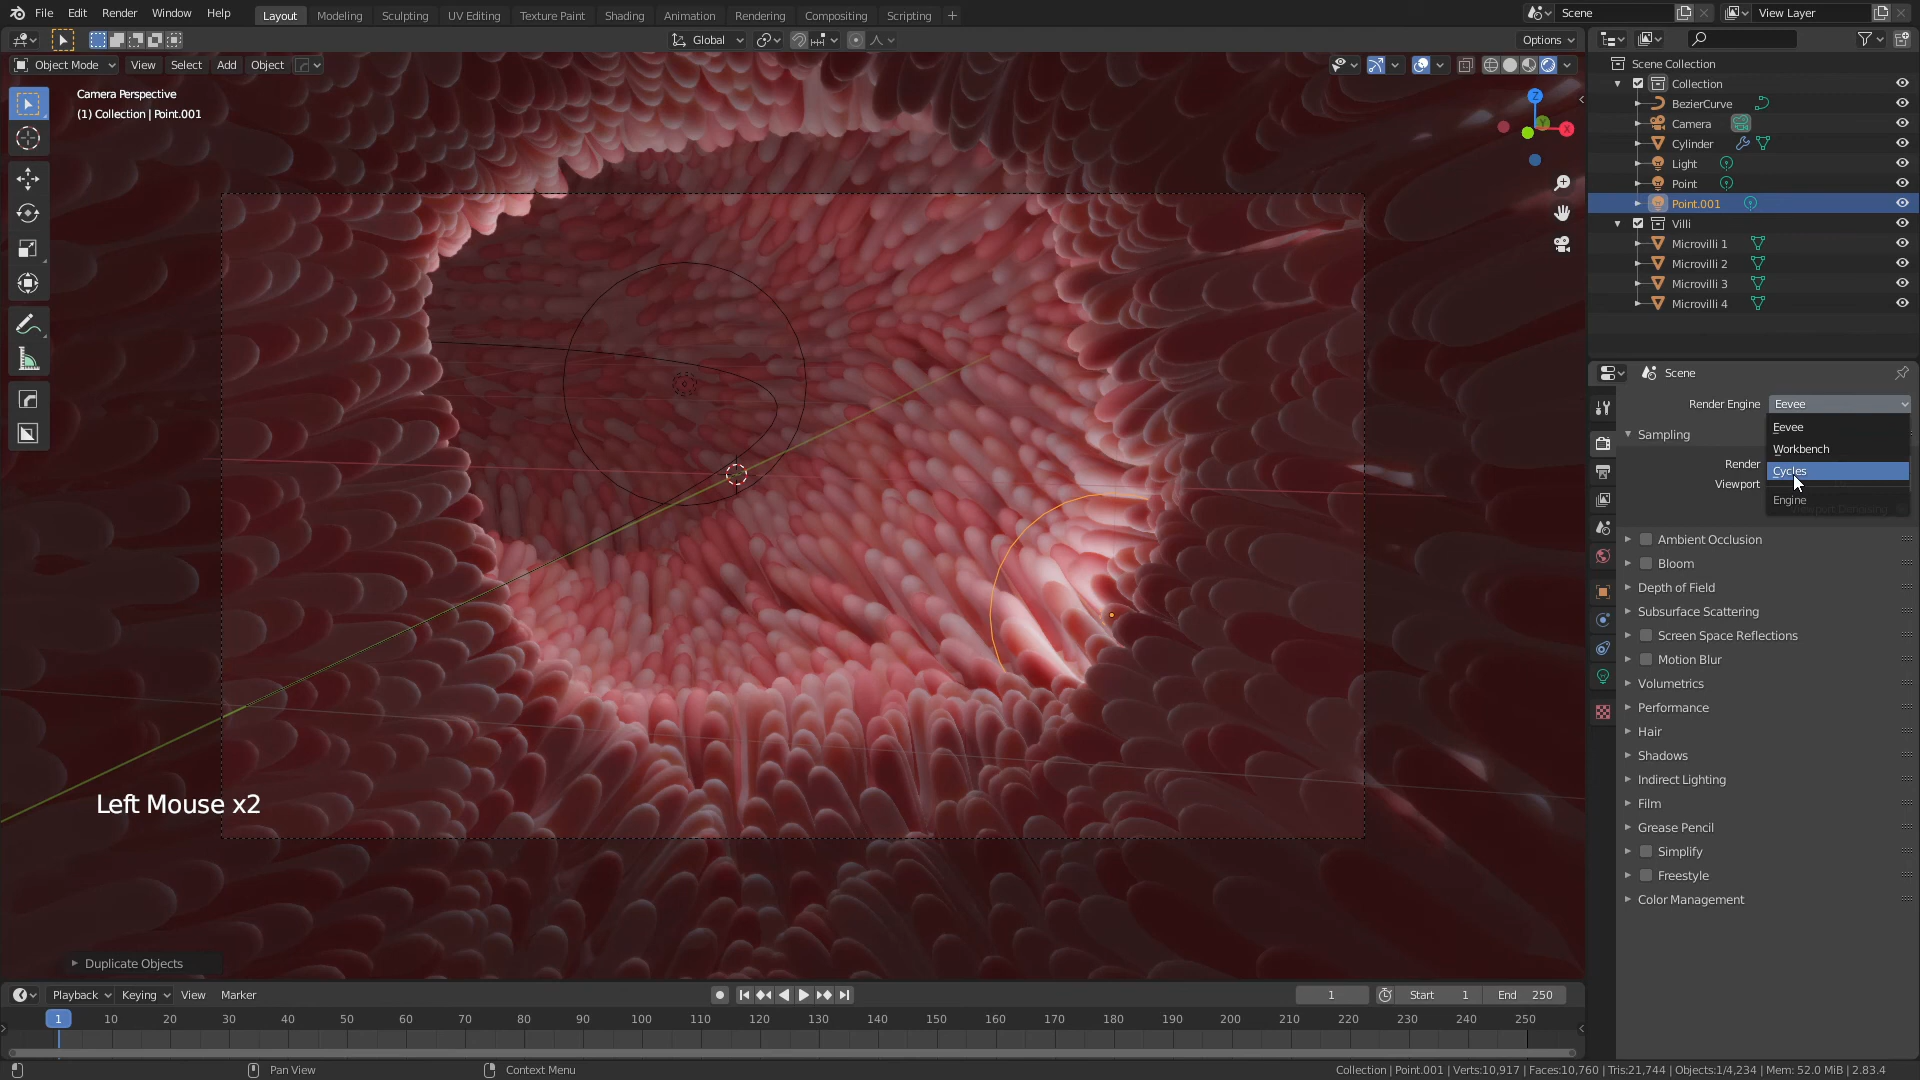 File Edit Render Window Help Layout Modeling Sculpting UV Editing Texture Paint Shading Animation Rendering Compositing Scripting + Scene View Layer
Global Options
Object Mode View Select Add Object
Camera Perspective
(1) Collection | Point.001
Z
Y
X
Scene Collection
Collection
BezierCurve
Camera
Cylinder
Light
Point
Point.001
Villi
Microvilli 1
Microvilli 2
Microvilli 3
Microvilli 4
Scene
Render Engine Eevee
Eevee
Workbench
Cycles
Engine
Sampling
Render
Viewport
Viewport Denoising
Ambient Occlusion
Bloom
Depth of Field
Subsurface Scattering
Screen Space Reflections
Motion Blur
Volumetrics
Performance
Hair
Shadows
Indirect Lighting
Film
Grease Pencil
Simplify
Freestyle
Color Management
Left Mouse x2
Duplicate Objects
Playback Keying View Marker 1 Start 1 End 250
1 10 20 30 40 50 60 70 80 90 100 110 120 130 140 150 160 170 180 190 200 210 220 230 240 250
Pan View Context Menu Collection | Point.001 | Verts:10,917 | Faces:10,760 | Tris:21,744 | Objects:1/4,234 | Mem: 52.0 MiB | 2.83.4